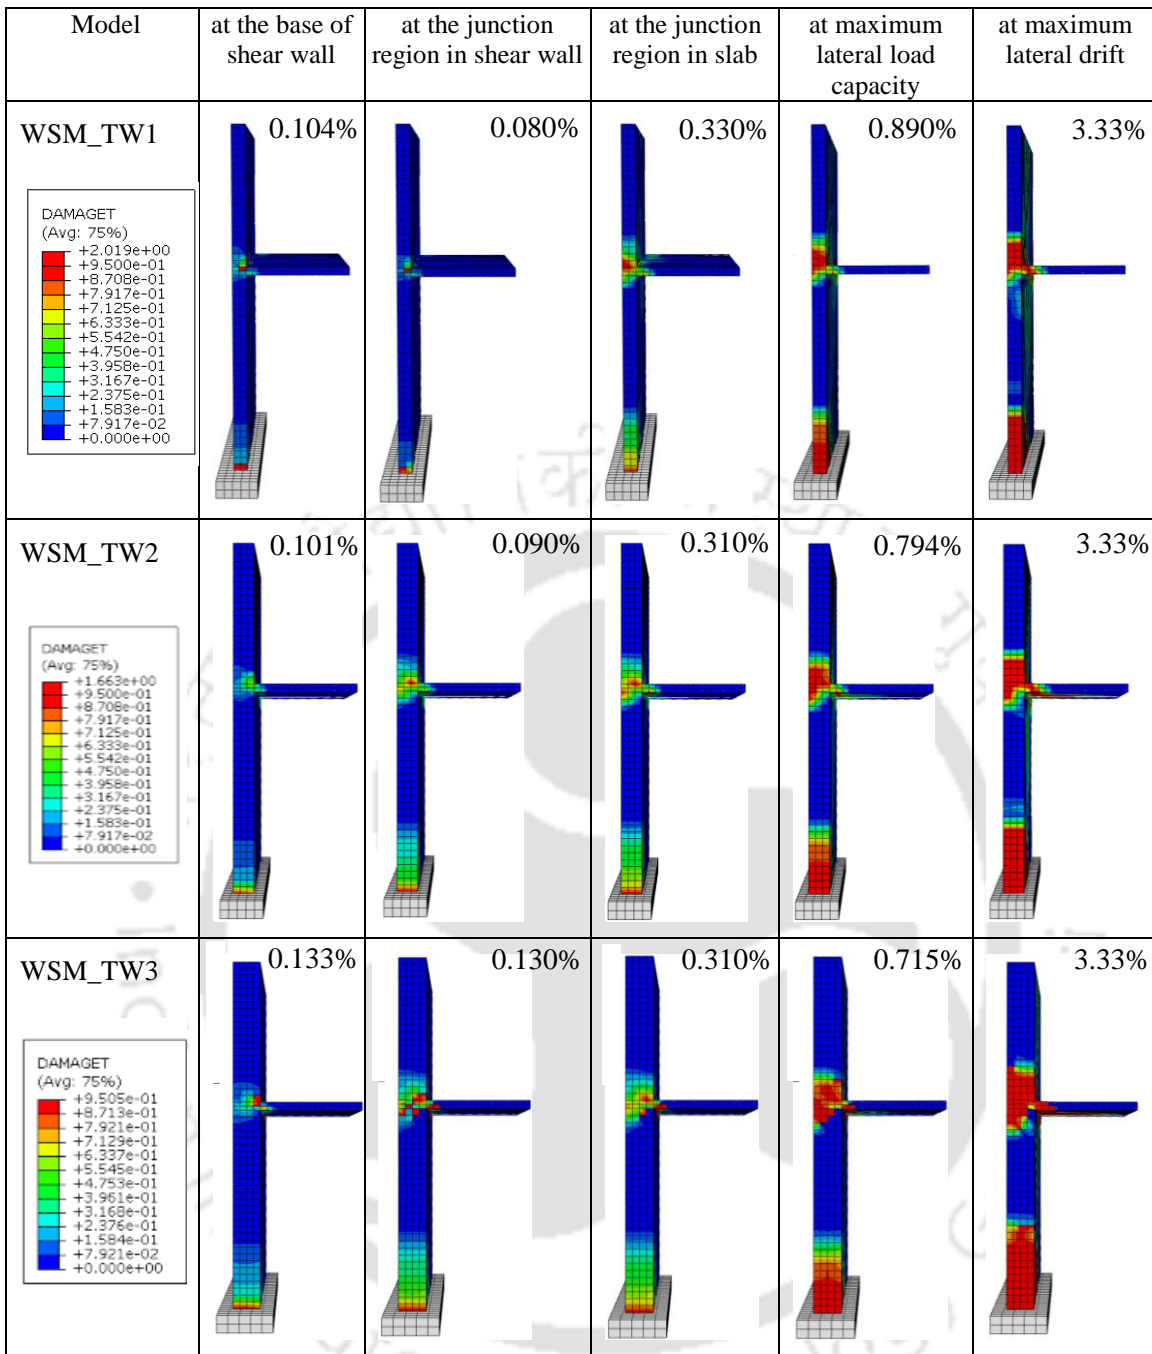 Model
at the base of
shear wall
at the junction
region in shear wall
at the junction
region in slab
at maximum
lateral load
capacity
at maximum
lateral drift
WSM_TW1
0.104%
0.080%
0.330%
0.890%
3.33%
DAMAGET
(Avg: 75%)
+2.019e+00
+9.500e-01
+8.708e-01
+7.917e-01
+7.125e-01
+6.333e-01
+5.542e-01
+4.750e-01
+3.958e-01
+3.167e-01
+2.375e-01
+1.583e-01
+7.917e-02
+0.000e+00
WSM_TW2
0.101%
0.090%
0.310%
0.794%
3.33%
DAMAGET
(Avg: 75%)
+1.663e+00
+9.500e-01
+8.708e-01
+7.917e-01
+7.125e-01
+6.333e-01
+5.542e-01
+4.750e-01
+3.958e-01
+3.167e-01
+2.375e-01
+1.583e-01
+7.917e-02
+0.000e+00
WSM_TW3
0.133%
0.130%
0.310%
0.715%
3.33%
DAMAGET
(Avg: 75%)
+9.505e-01
+8.713e-01
+7.921e-01
+7.129e-01
+6.337e-01
+5.545e-01
+4.753e-01
+3.961e-01
+3.168e-01
+2.376e-01
+1.584e-01
+7.921e-02
+0.000e+00